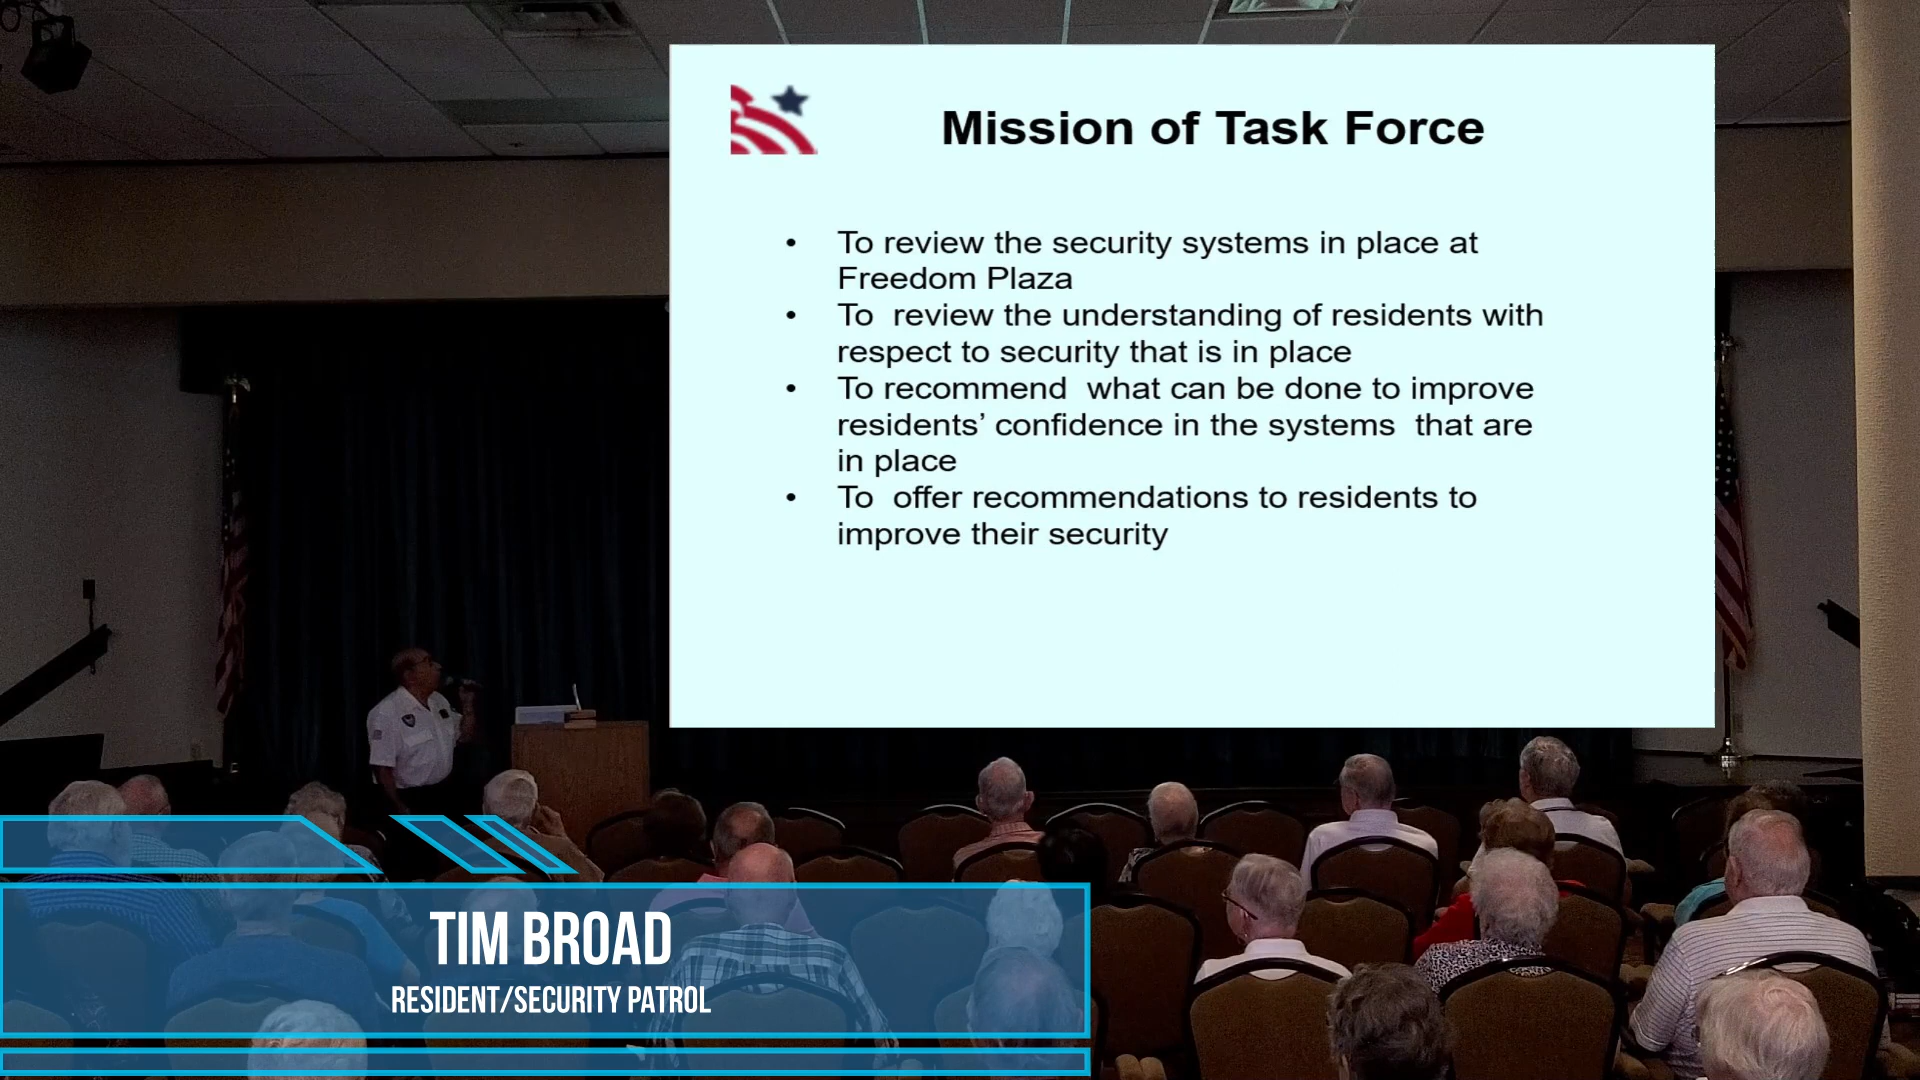 Mission of Task Force
• To review the security systems in place at
Freedom Plaza
• To  review the understanding of residents with
respect to security that is in place
• To recommend  what can be done to improve
residents’ confidence in the systems  that are
in place
• To  offer recommendations to residents to
improve their security
TIM BROAD
RESIDENT/SECURITY PATROL